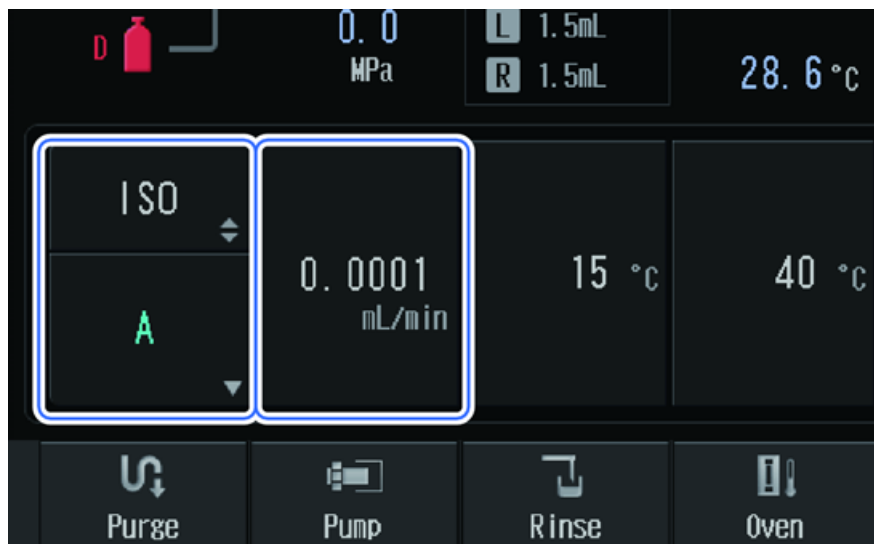 D
0.0
MPa
L 1.5mL
R 1.5mL
28.6°C
ISO
A
0.0001
mL/min
15 °C
40 °C
Purge
Pump
Rinse
Oven